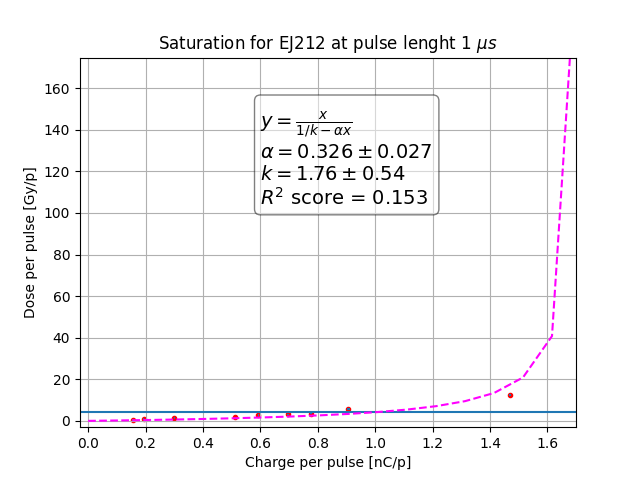 Saturation for EJ212 at pulse lenght 1 μs
160
140
120
100
80
60
40
20
0
Dose per pulse [Gy/p]
y = x / (1/k − αx)
α = 0.326 ± 0.027
k = 1.76 ± 0.54
R² score = 0.153
0.0 0.2 0.4 0.6 0.8 1.0 1.2 1.4 1.6
Charge per pulse [nC/p]